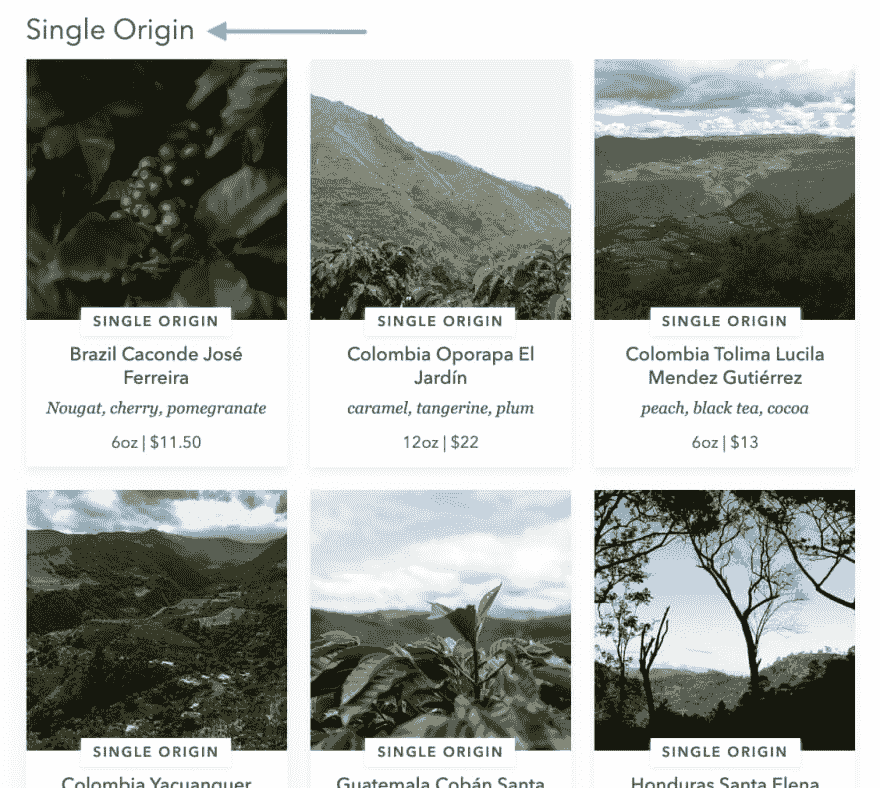 Single Origin
SINGLE ORIGIN
Brazil Caconde José
Ferreira
Nougat, cherry, pomegranate
6oz | $11.50
SINGLE ORIGIN
Colombia Oporapa El
Jardín
caramel, tangerine, plum
12oz | $22
SINGLE ORIGIN
Colombia Tolima Lucila
Mendez Gutiérrez
peach, black tea, cocoa
6oz | $13
SINGLE ORIGIN
Colombia Yacuanquer
SINGLE ORIGIN
Guatemala Cobán Santa
SINGLE ORIGIN
Honduras Santa Elena